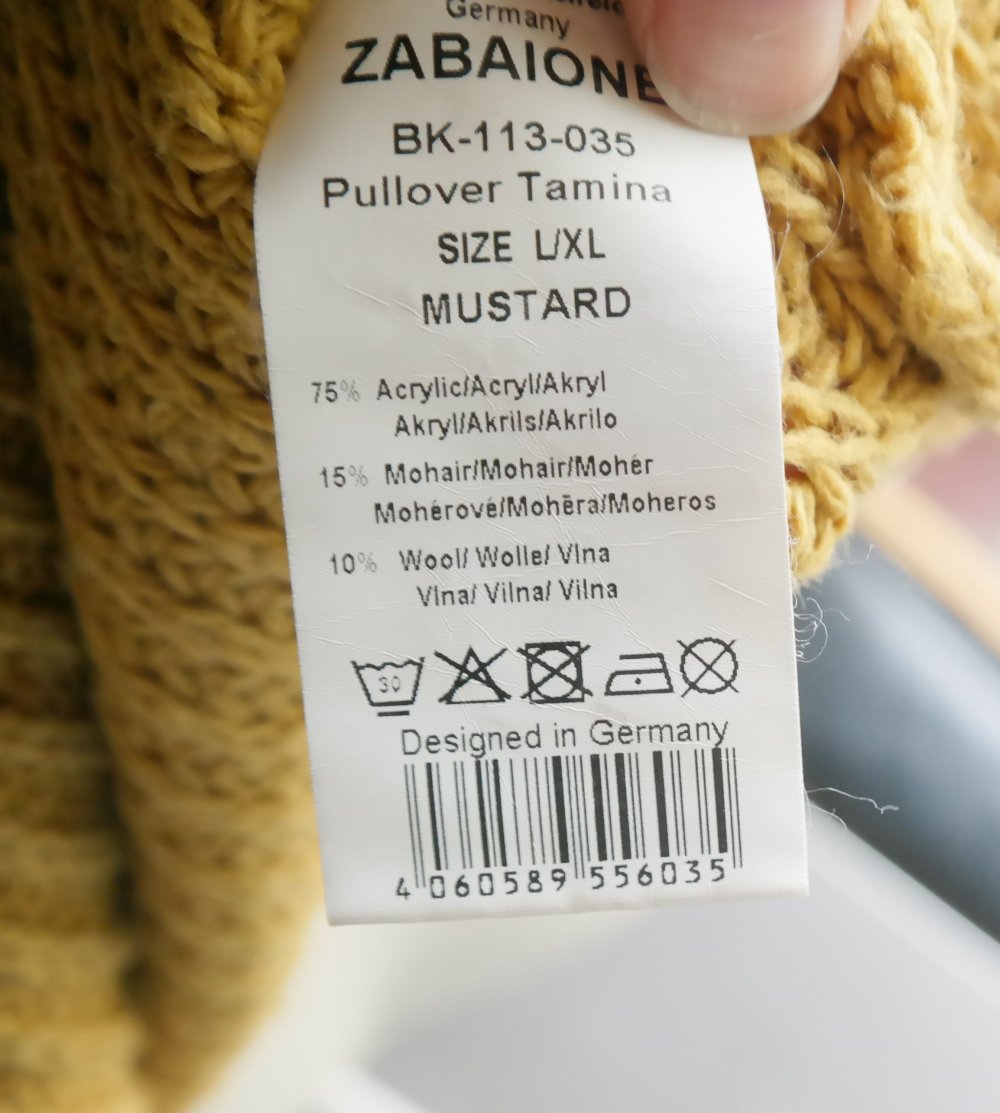 Germany
ZABAIONE
BK-113-035
Pullover Tamina
SIZE L/XL
MUSTARD
75% Acrylic/Acryl/Akryl
Akryl/Akrils/Akrilo
15% Mohair/Mohair/Mohér
Mohérové/Mohēra/Moheros
10% Wool/ Wolle/ Vlna
Vlna/ Vilna/ Vilna
30
Designed in Germany
4 060589 556035